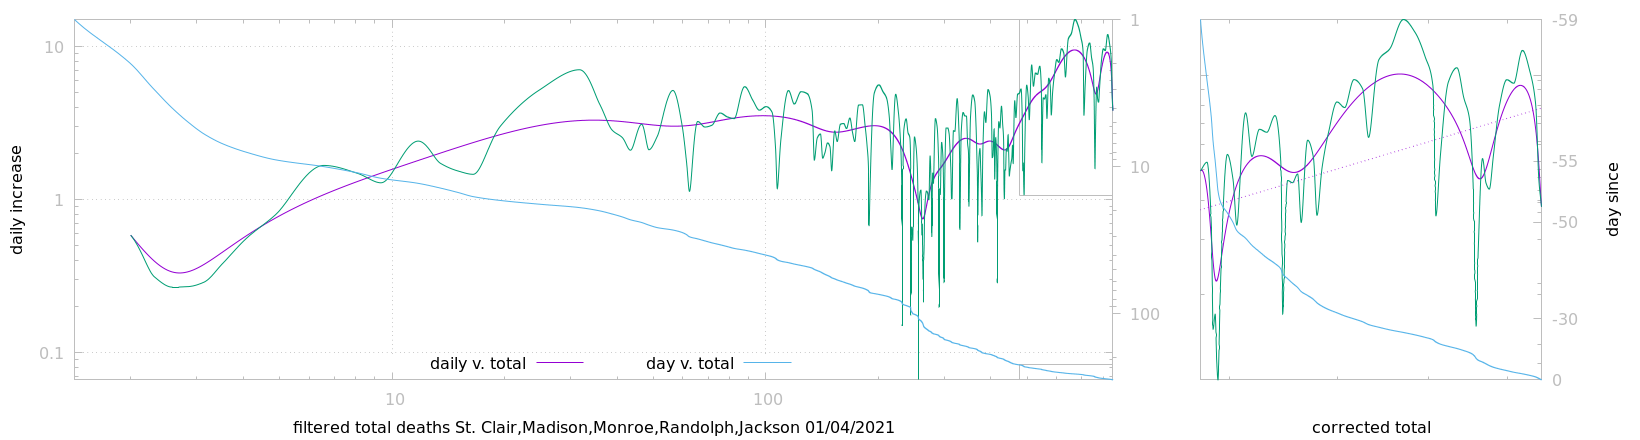 10
1
0.1
daily increase
10
100
filtered total deaths St. Clair,Madison,Monroe,Randolph,Jackson 01/04/2021
daily v. total
day v. total
1
10
100
-59
-55
-50
-30
0
day since
corrected total